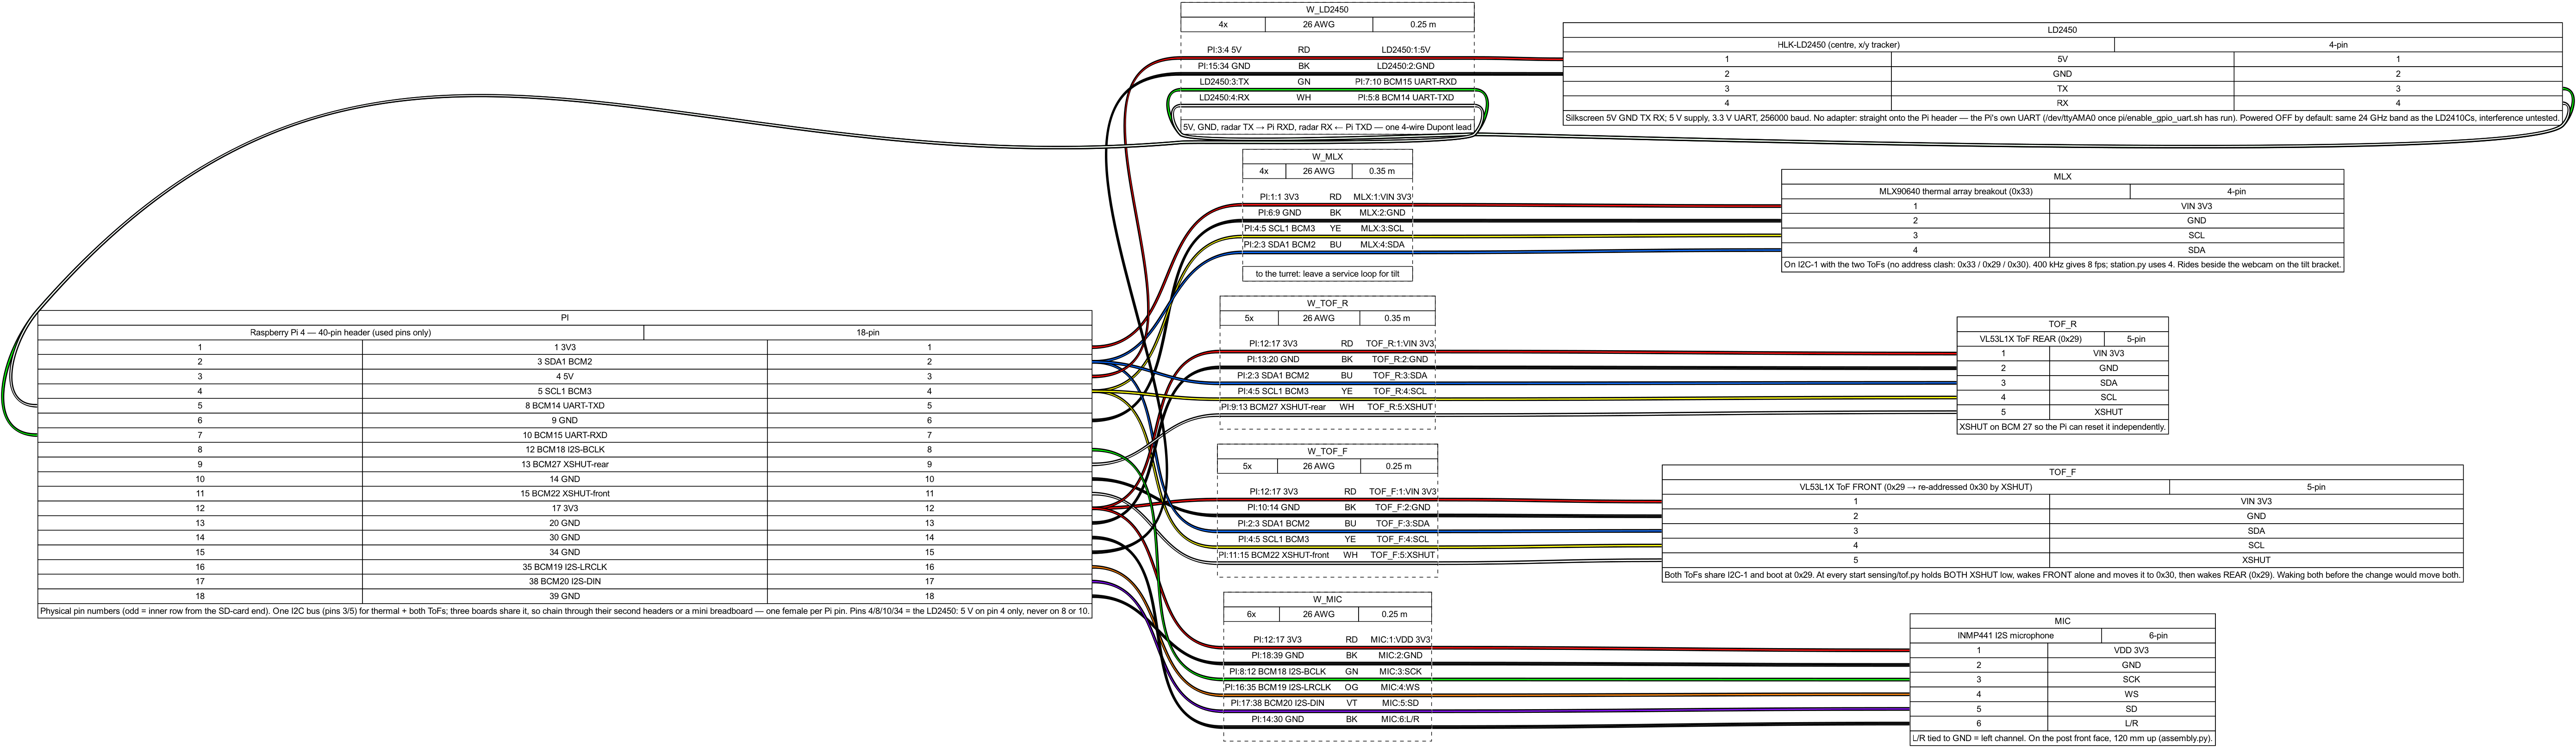 W_LD2450
4x 26 AWG 0.25 m
PI:3:4 5V RD LD2450:1:5V
PI:15:34 GND BK LD2450:2:GND
LD2450:3:TX GN PI:7:10 BCM15 UART-RXD
LD2450:4:RX WH PI:5:8 BCM14 UART-TXD
5V, GND, radar TX → Pi RXD, radar RX ← Pi TXD — one 4-wire Dupont lead
LD2450
HLK-LD2450 (centre, x/y tracker) 4-pin
1 5V 1
2 GND 2
3 TX 3
4 RX 4
Silkscreen 5V GND TX RX; 5 V supply, 3.3 V UART, 256000 baud. No adapter: straight onto the Pi header — the Pi's own UART (/dev/ttyAMA0 once pi/enable_gpio_uart.sh has run). Powered OFF by default: same 24 GHz band as the LD2410Cs, interference untested.
W_MLX
4x 26 AWG 0.35 m
PI:1:1 3V3 RD MLX:1:VIN 3V3
PI:6:9 GND BK MLX:2:GND
PI:4:5 SCL1 BCM3 YE MLX:3:SCL
PI:2:3 SDA1 BCM2 BU MLX:4:SDA
to the turret: leave a service loop for tilt
MLX
MLX90640 thermal array breakout (0x33) 4-pin
1 VIN 3V3
2 GND
3 SCL
4 SDA
On I2C-1 with the two ToFs (no address clash: 0x33 / 0x29 / 0x30). 400 kHz gives 8 fps; station.py uses 4. Rides beside the webcam on the tilt bracket.
PI
Raspberry Pi 4 — 40-pin header (used pins only) 18-pin
1 1 3V3 1
2 3 SDA1 BCM2 2
3 4 5V 3
4 5 SCL1 BCM3 4
5 8 BCM14 UART-TXD 5
6 9 GND 6
7 10 BCM15 UART-RXD 7
8 12 BCM18 I2S-BCLK 8
9 13 BCM27 XSHUT-rear 9
10 14 GND 10
11 15 BCM22 XSHUT-front 11
12 17 3V3 12
13 20 GND 13
14 30 GND 14
15 34 GND 15
16 35 BCM19 I2S-LRCLK 16
17 38 BCM20 I2S-DIN 17
18 39 GND 18
Physical pin numbers (odd = inner row from the SD-card end). One I2C bus (pins 3/5) for thermal + both ToFs; three boards share it, so chain through their second headers or a mini breadboard — one female per Pi pin. Pins 4/8/10/34 = the LD2450: 5 V on pin 4 only, never on 8 or 10.
W_TOF_R
5x 26 AWG 0.35 m
PI:12:17 3V3 RD TOF_R:1:VIN 3V3
PI:13:20 GND BK TOF_R:2:GND
PI:2:3 SDA1 BCM2 BU TOF_R:3:SDA
PI:4:5 SCL1 BCM3 YE TOF_R:4:SCL
PI:9:13 BCM27 XSHUT-rear WH TOF_R:5:XSHUT
TOF_R
VL53L1X ToF REAR (0x29) 5-pin
1 VIN 3V3
2 GND
3 SDA
4 SCL
5 XSHUT
XSHUT on BCM 27 so the Pi can reset it independently.
W_TOF_F
5x 26 AWG 0.25 m
PI:12:17 3V3 RD TOF_F:1:VIN 3V3
PI:10:14 GND BK TOF_F:2:GND
PI:2:3 SDA1 BCM2 BU TOF_F:3:SDA
PI:4:5 SCL1 BCM3 YE TOF_F:4:SCL
PI:11:15 BCM22 XSHUT-front WH TOF_F:5:XSHUT
TOF_F
VL53L1X ToF FRONT (0x29 → re-addressed 0x30 by XSHUT) 5-pin
1 VIN 3V3
2 GND
3 SDA
4 SCL
5 XSHUT
Both ToFs share I2C-1 and boot at 0x29. At every start sensing/tof.py holds BOTH XSHUT low, wakes FRONT alone and moves it to 0x30, then wakes REAR (0x29). Waking both before the change would move both.
W_MIC
6x 26 AWG 0.25 m
PI:12:17 3V3 RD MIC:1:VDD 3V3
PI:18:39 GND BK MIC:2:GND
PI:8:12 BCM18 I2S-BCLK GN MIC:3:SCK
PI:16:35 BCM19 I2S-LRCLK OG MIC:4:WS
PI:17:38 BCM20 I2S-DIN VT MIC:5:SD
PI:14:30 GND BK MIC:6:L/R
MIC
INMP441 I2S microphone 6-pin
1 VDD 3V3
2 GND
3 SCK
4 WS
5 SD
6 L/R
L/R tied to GND = left channel. On the post front face, 120 mm up (assembly.py).